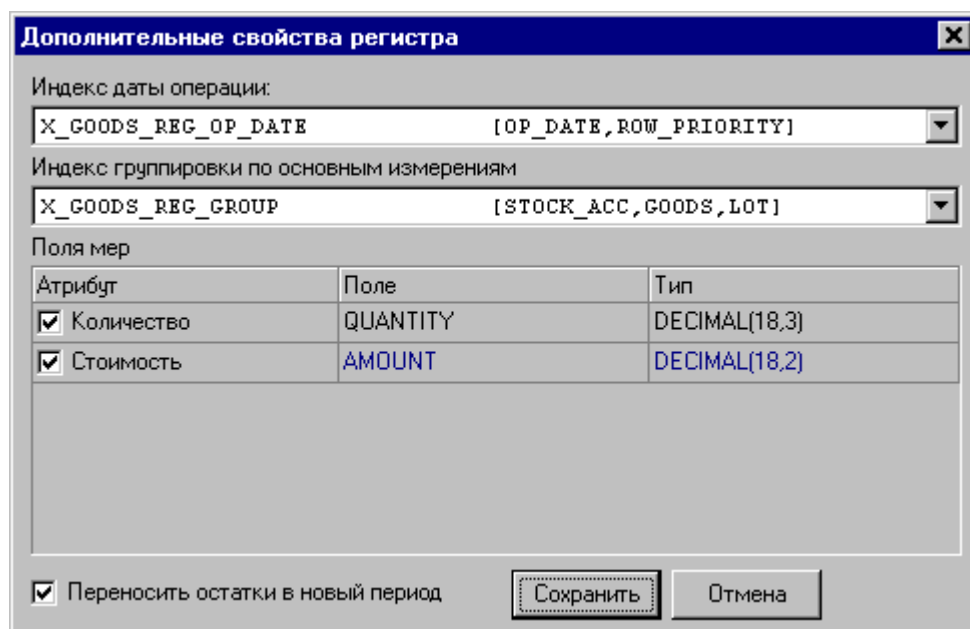 Дополнительные свойства регистра
Индекс даты операции:
X_GOODS_REG_OP_DATE [OP_DATE,ROW_PRIORITY]
Индекс группировки по основным измерениям
X_GOODS_REG_GROUP [STOCK_ACC,GOODS,LOT]
Поля мер
Атрибут Поле Тип
Количество QUANTITY DECIMAL(18,3)
Стоимость AMOUNT DECIMAL(18,2)
Переносить остатки в новый период Сохранить Отмена